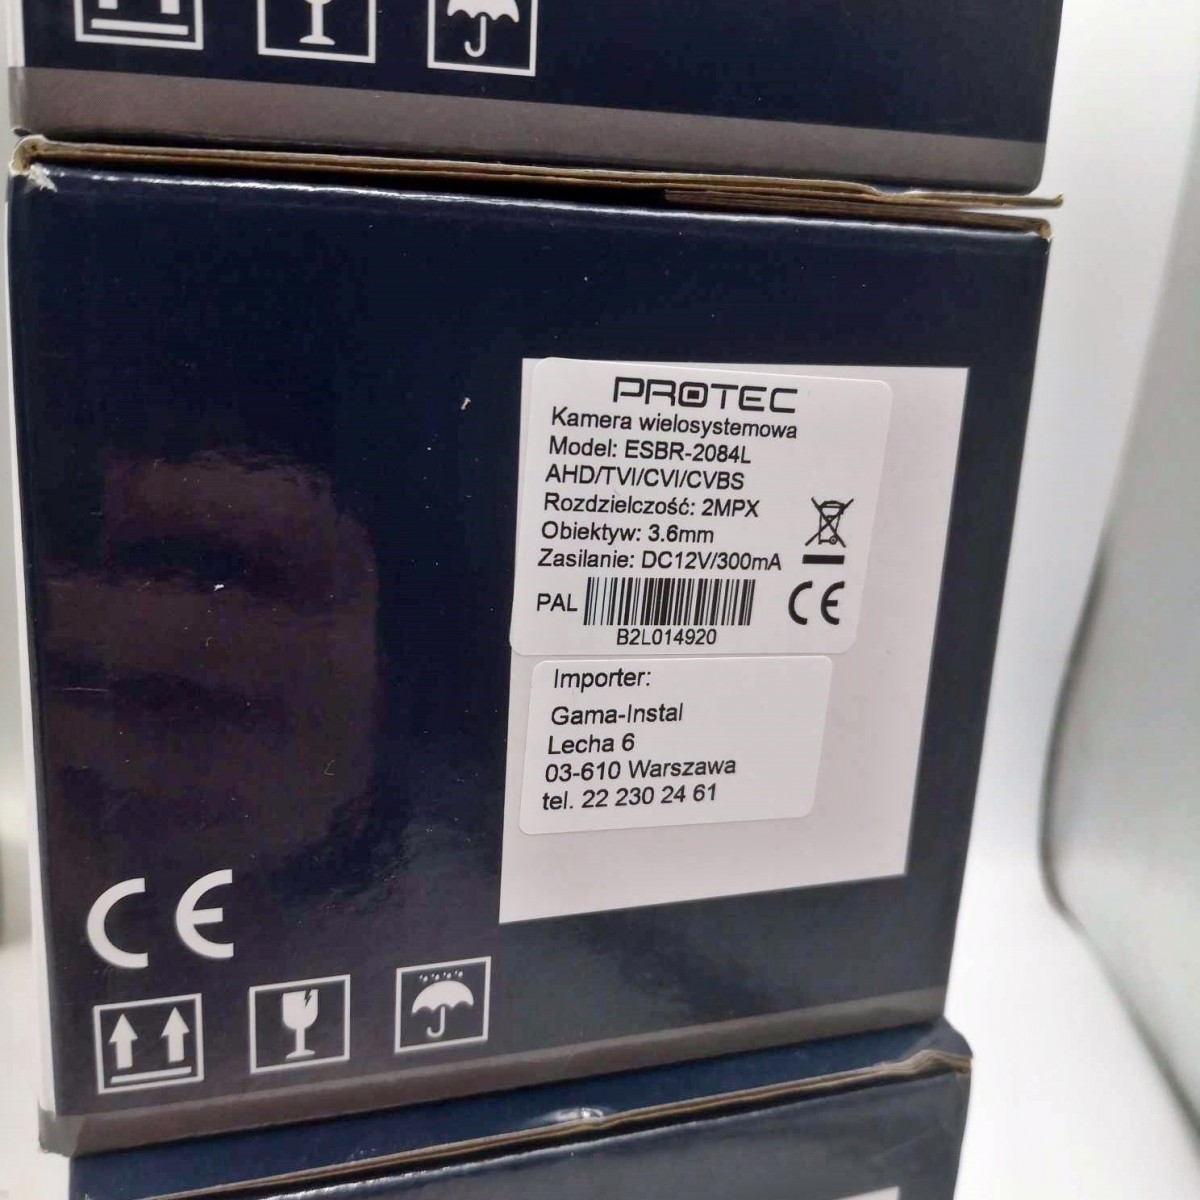 PROTEC
Kamera wielosystemowa
Model: ESBR-2084L
AHD/TVI/CVI/CVBS
Rozdzielczość: 2MPX
Obiektyw: 3.6mm
Zasilanie: DC12V/300mA
PAL
B2L014920
CE
Importer:
Gama-Instal
Lecha 6
03-610 Warszawa
tel. 22 230 24 61
CE